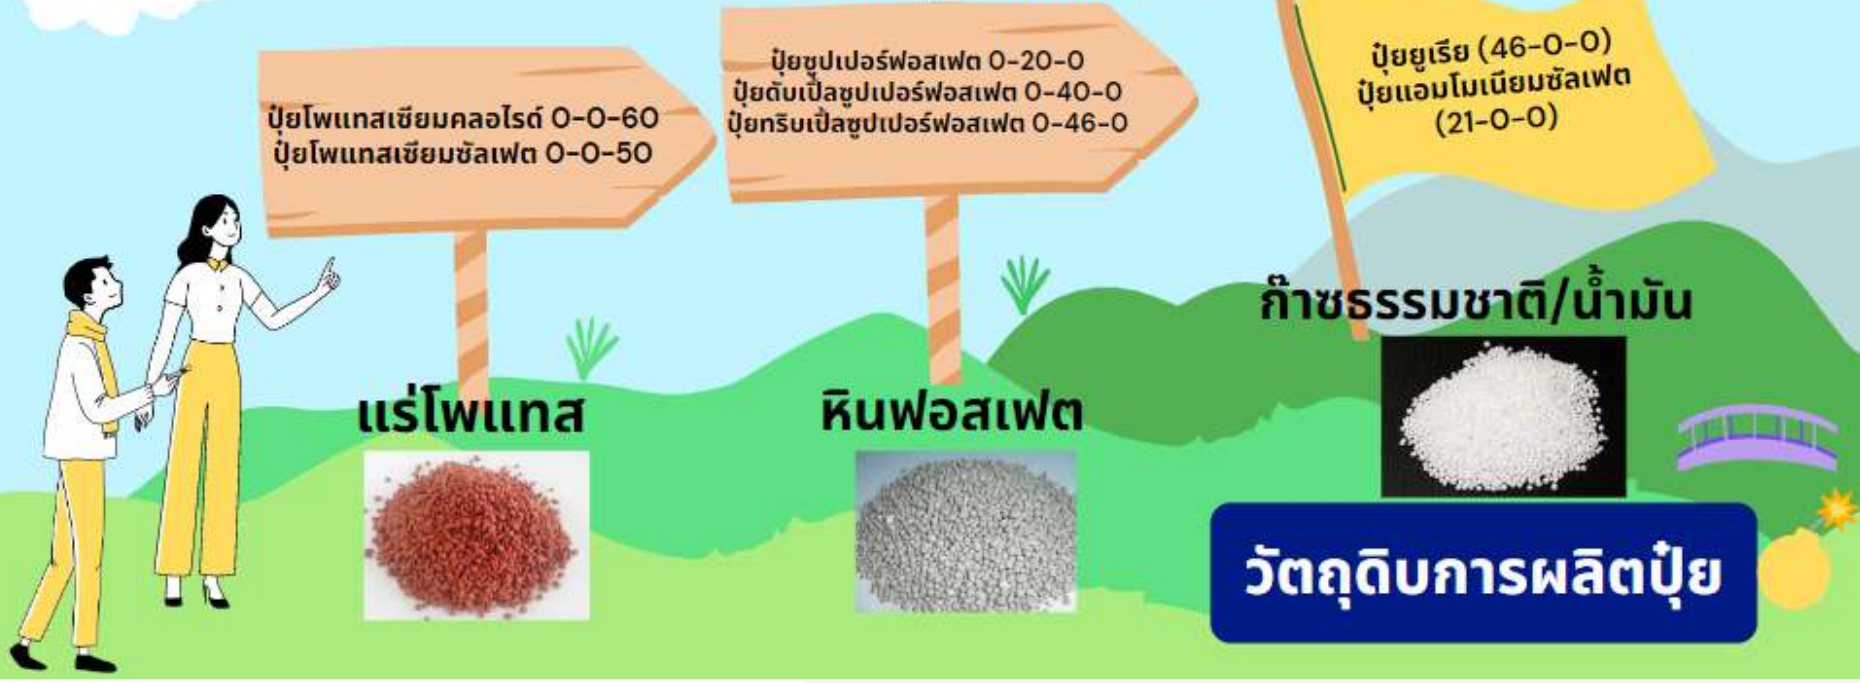 ปุ๋ยโพแทสเซียมคลอไรด์ 0-0-60
ปุ๋ยโพแทสเซียมซัลเฟต 0-0-50
ปุ๋ยซูปเปอร์ฟอสเฟต 0-20-0
ปุ๋ยดับเปิ้ลซูปเปอร์ฟอสเฟต 0-40-0
ปุ๋ยทริบเปิ้ลซูปเปอร์ฟอสเฟต 0-46-0
ปุ๋ยยูเรีย (46-0-0)
ปุ๋ยแอมโมเนียมซัลเฟต
(21-0-0)
แร่โพแทส
หินฟอสเฟต
ก๊าซธรรมชาติ/น้ำมัน
วัตถุดิบการผลิตปุ๋ย